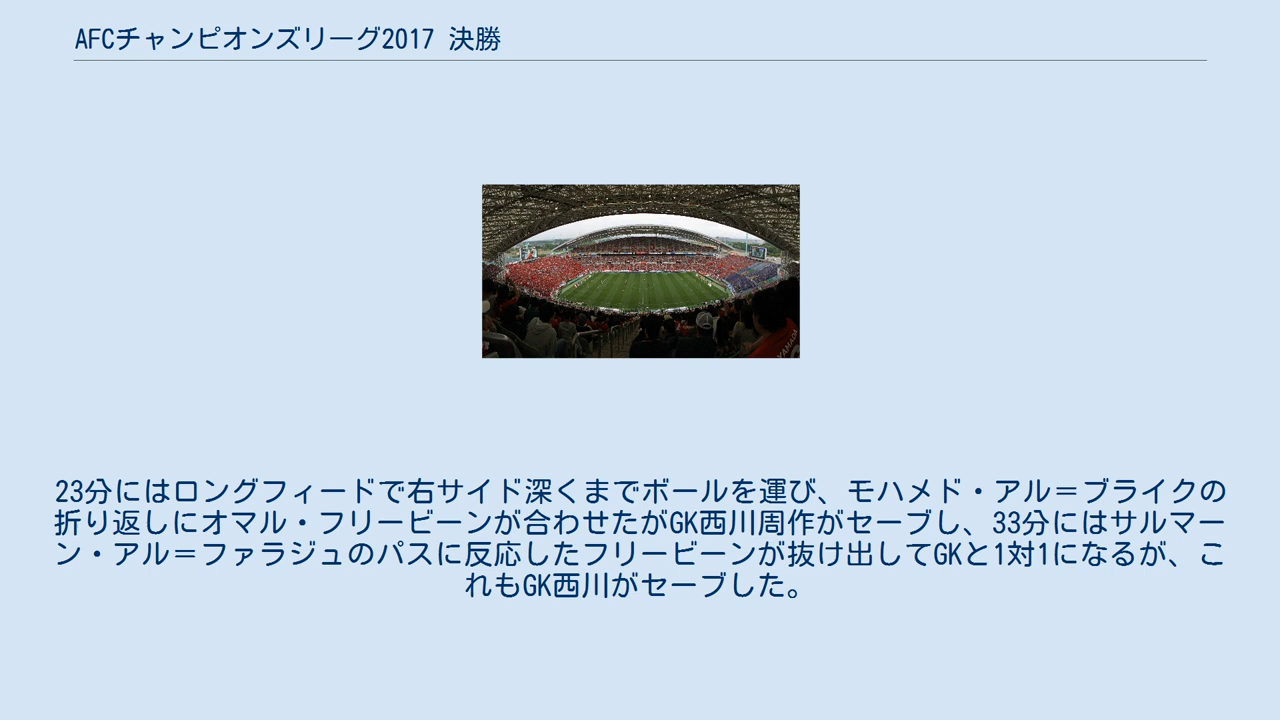 AFCチャンピオンズリーグ2017 決勝
23分にはロングフィードで右サイド深くまでボールを運び、モハメド・アル＝ブライクの
折り返しにオマル・フリービーンが合わせたがGK西川周作がセーブし、33分にはサルマー
ン・アル＝ファラジュのパスに反応したフリービーンが抜け出してGKと1対1になるが、こ
れもGK西川がセーブした。